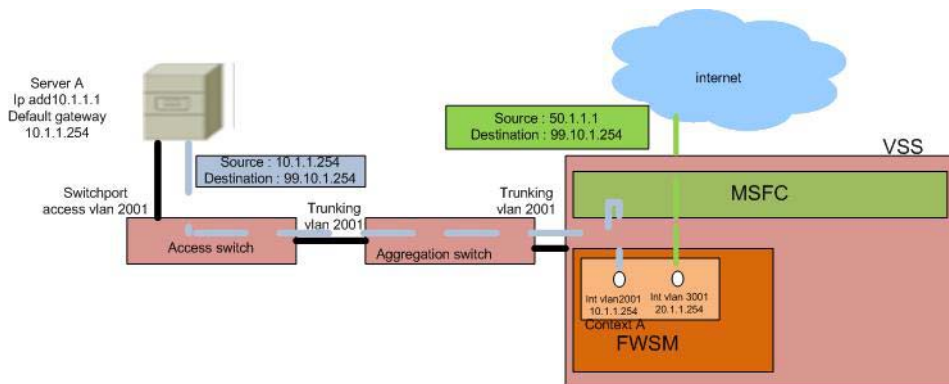 Server A
Ip add10.1.1.1
Default gateway
10.1.1.254
internet
Source : 50.1.1.1
Destination : 99.10.1.254
VSS
Source : 10.1.1.254
Destination : 99.10.1.254
MSFC
Switchport
access vlan 2001
Trunking
vlan 2001
Trunking
vlan 2001
Access switch
Aggregation switch
Int vlan2001
10.1.1.254
Int vlan 3001
20.1.1.254
Context A
FWSM